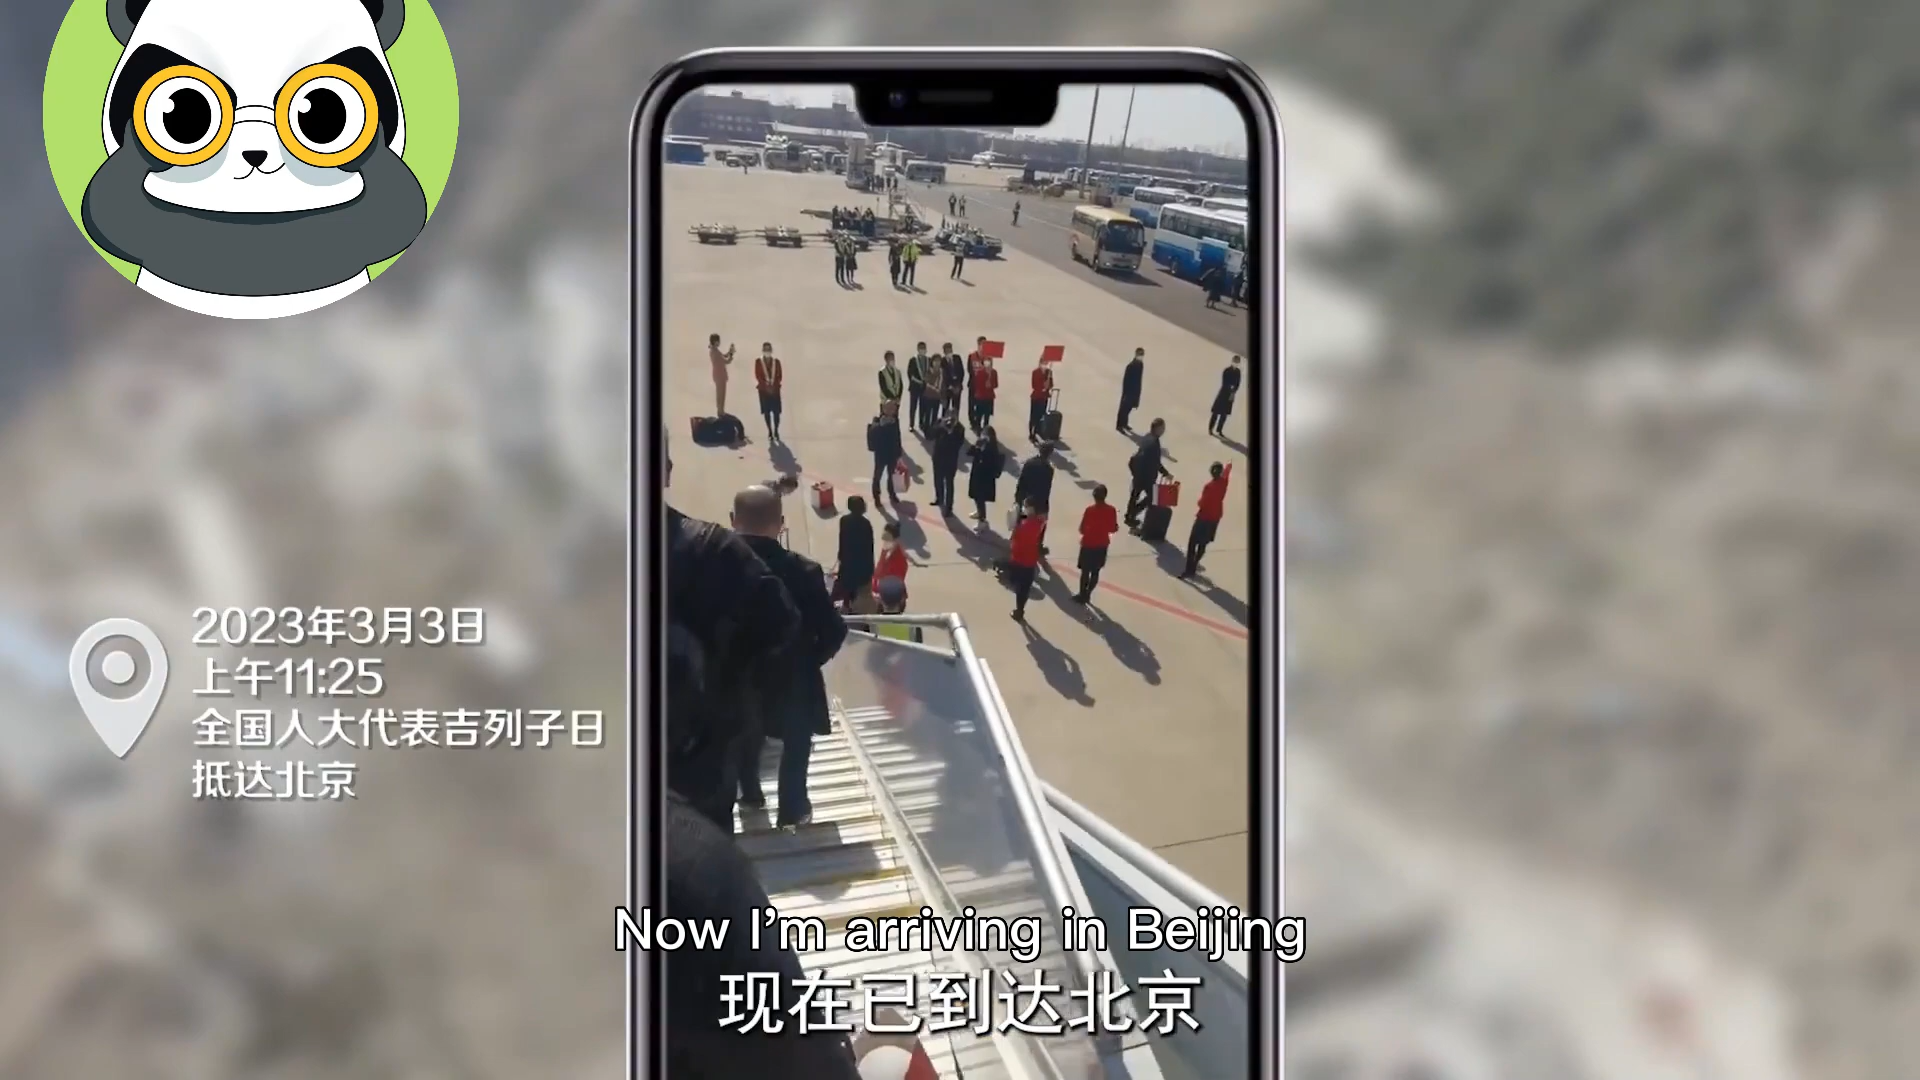 2023年3月3日
上午11:25
全国人大代表吉列子日
抵达北京
Now I'm arriving in Beijing
现在已到达北京